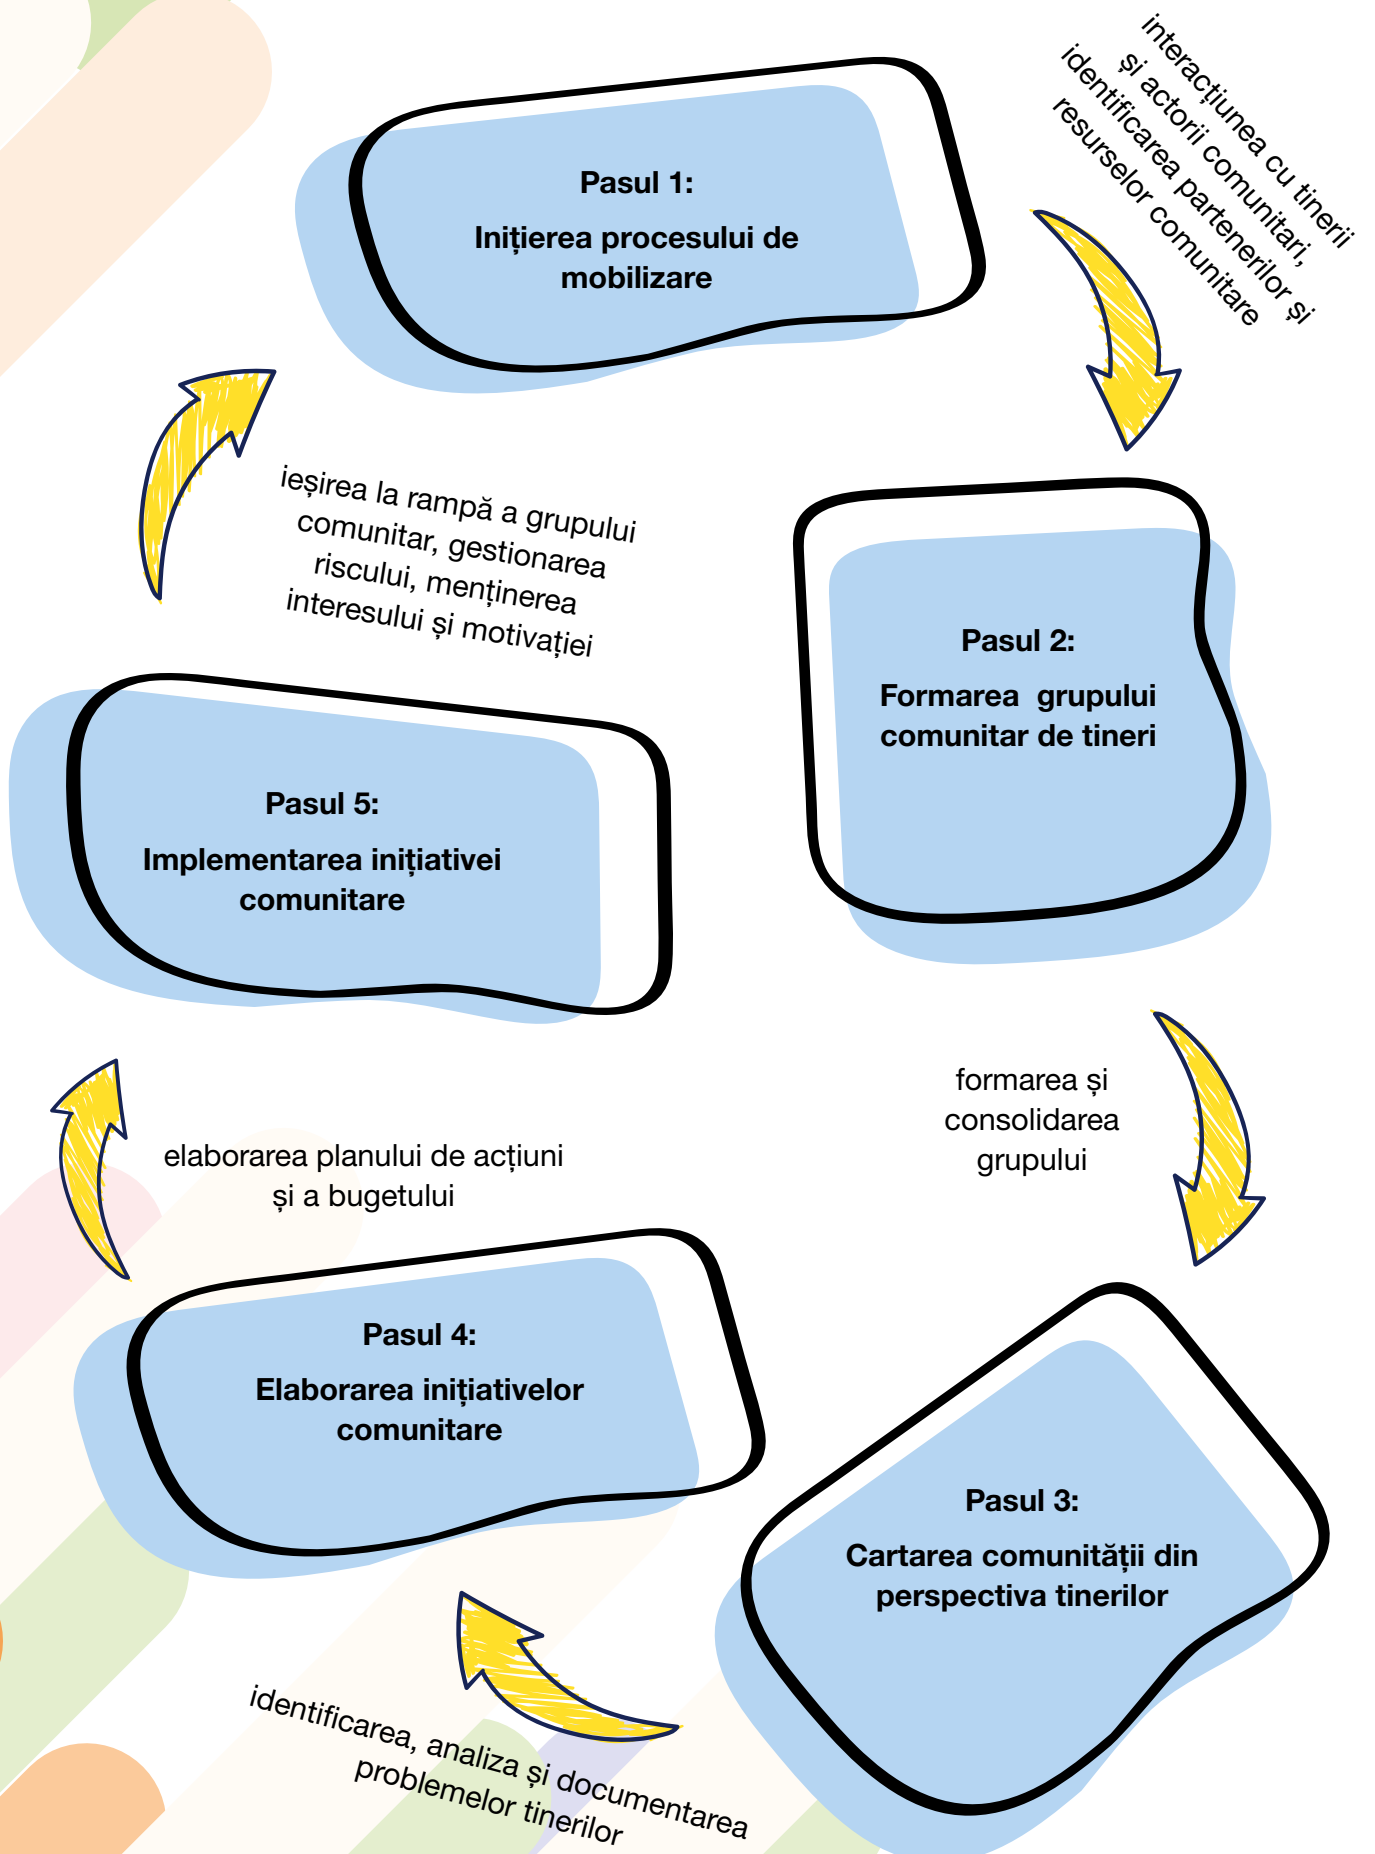 Pasul 1:
Inițierea procesului de
mobilizare
interacțiunea cu tinerii
și actorii comunitari,
identificarea partenerilor și
resurselor comunitare
Pasul 2:
Formarea grupului
comunitar de tineri
formarea și
consolidarea
grupului
Pasul 3:
Cartarea comunității din
perspectiva tinerilor
identificarea, analiza și documentarea
problemelor tinerilor
Pasul 4:
Elaborarea inițiativelor
comunitare
elaborarea planului de acțiuni
și a bugetului
Pasul 5:
Implementarea inițiativei
comunitare
ieșirea la rampă a grupului
comunitar, gestionarea
riscului, menținerea
interesului și motivației